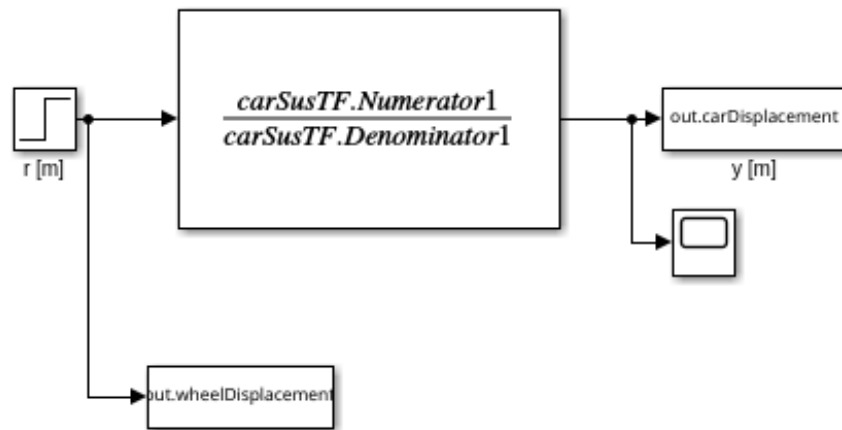 carSusTF.Numerator1
carSusTF.Denominator1
r [m]
out.carDisplacement
y [m]
out.wheelDisplacement